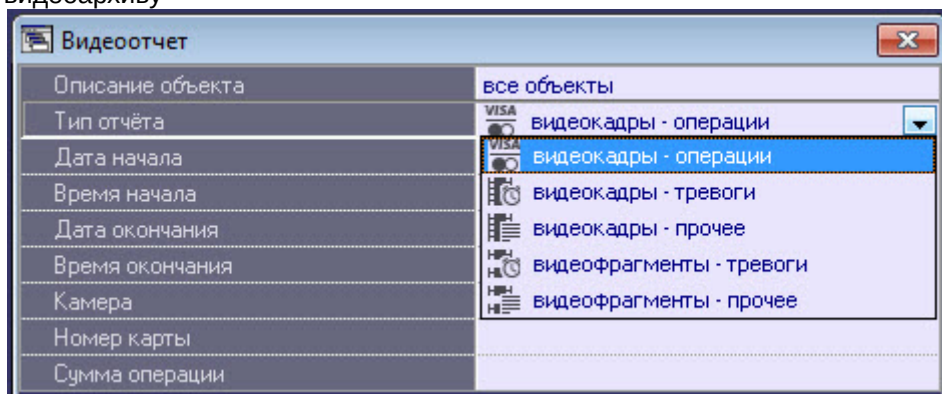 видеоархиву
Видеоотчет
Описание объекта все объекты
Тип отчёта VISA видеокадры - операции
Дата начала VISA видеокадры - операции
Время начала видеокадры - тревоги
Дата окончания видеокадры - прочее
Время окончания видеофрагменты - тревоги
Камера видеофрагменты - прочее
Номер карты
Сумма операции